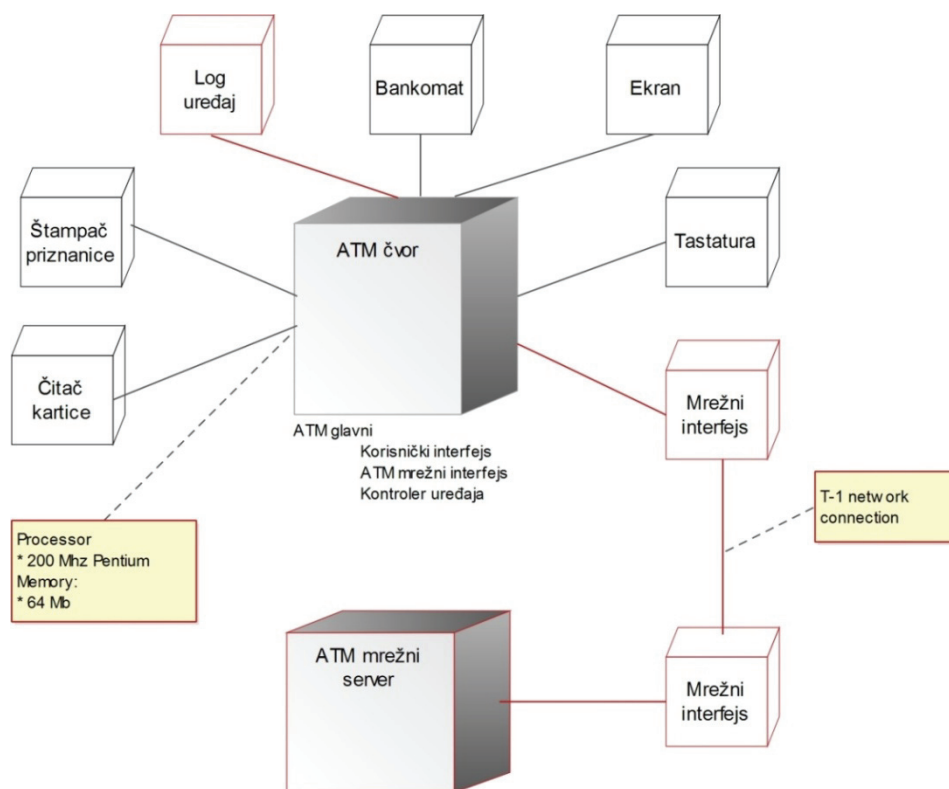 Log
uređaj
Bankomat
Ekran
Štampač
priznanice
ATM čvor
Tastatura
Čitač
kartice
Mrežni
interfejs
ATM glavni
Korisnički interfejs
ATM mrežni interfejs
Kontroler uređaja
T-1 network
connection
Processor
* 200 Mhz Pentium
Memory:
* 64 Mb
ATM mrežni
server
Mrežni
interfejs